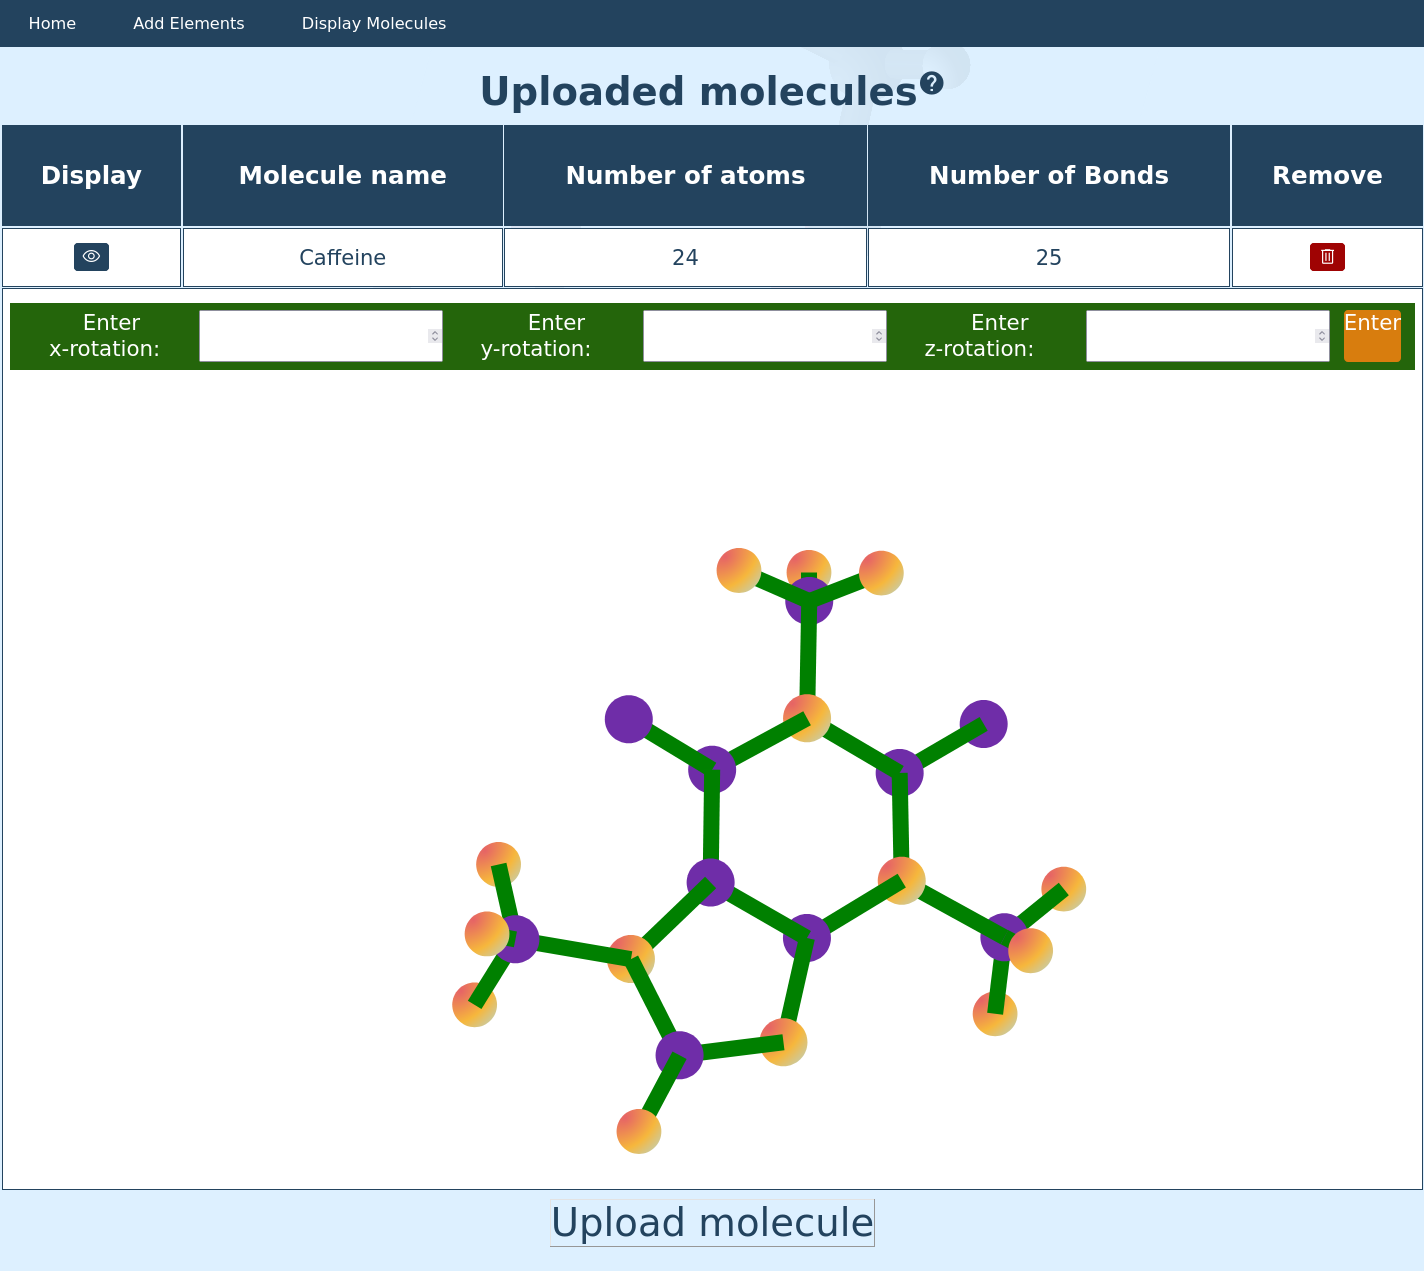 Home Add Elements Display Molecules
Uploaded molecules?
Display Molecule name Number of atoms Number of Bonds Remove
Caffeine 24 25
Enter x-rotation: Enter y-rotation: Enter z-rotation: Enter
Upload molecule